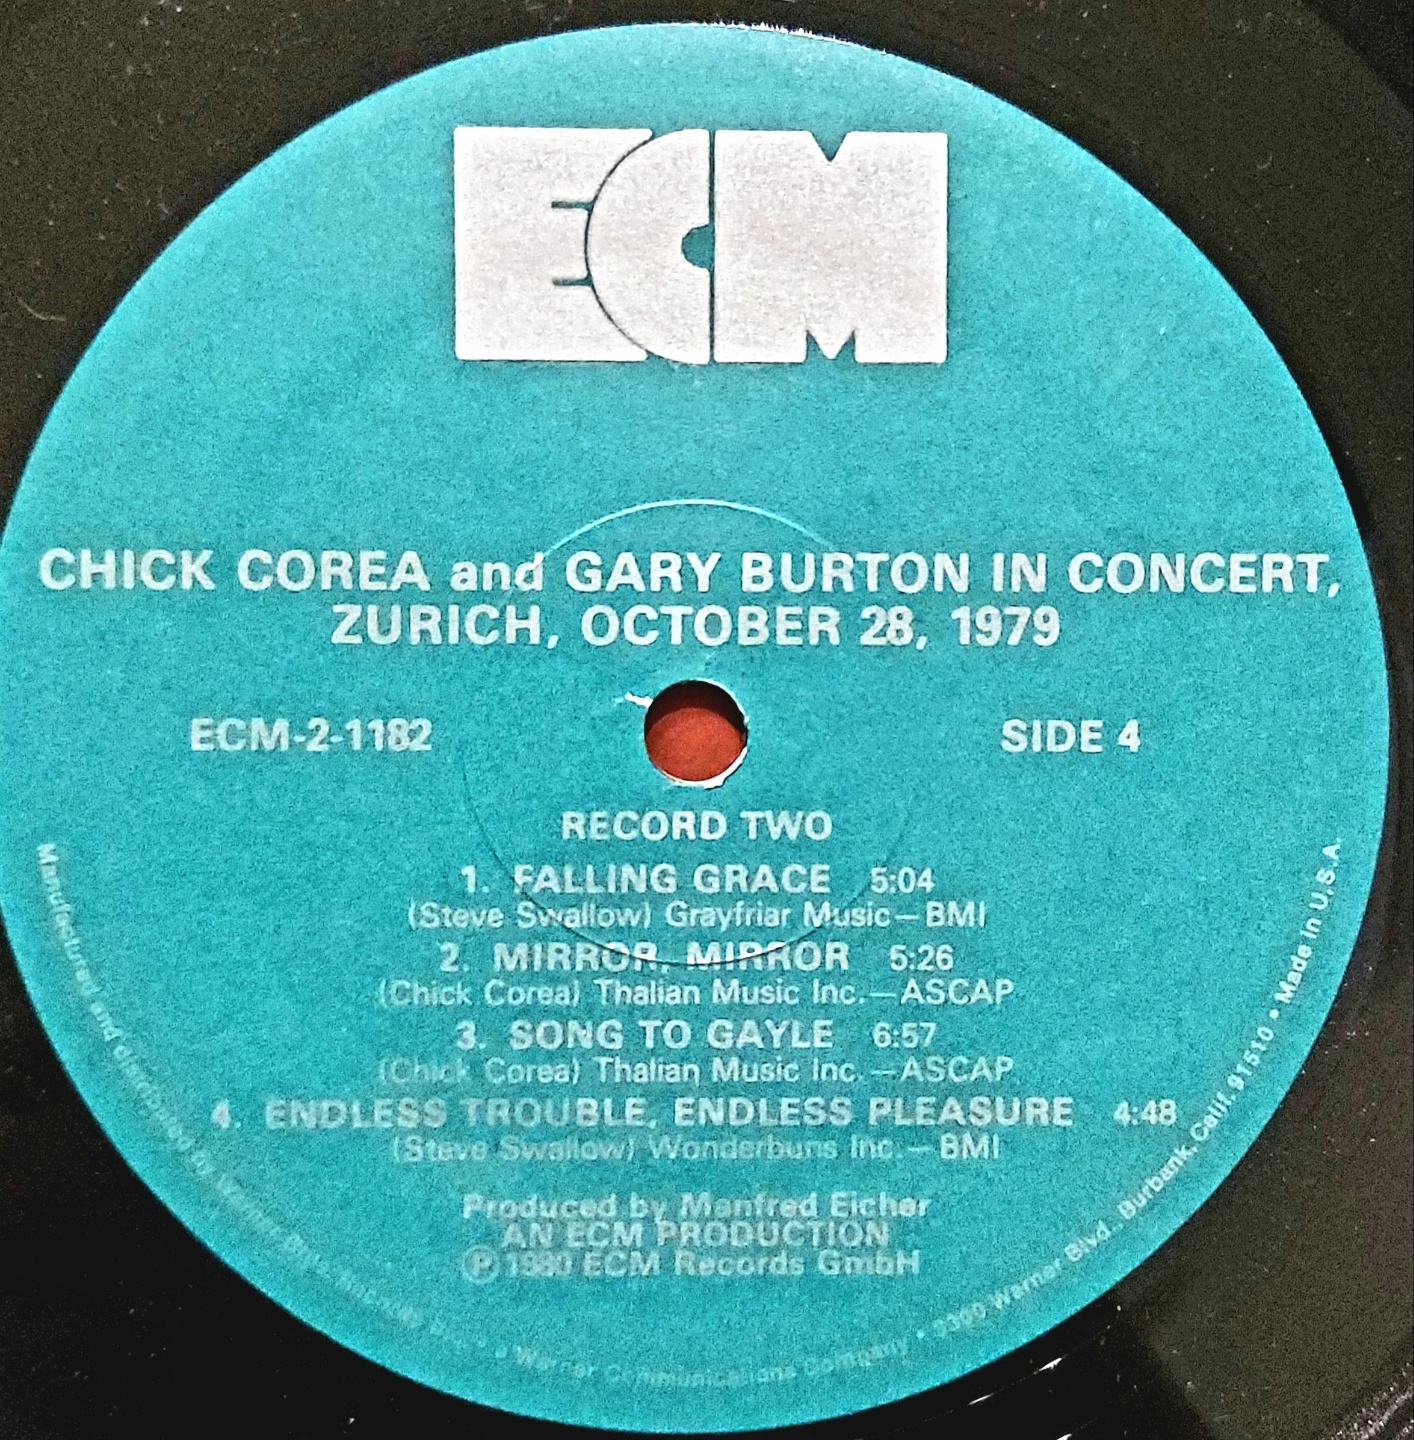 ECM
CHICK COREA and GARY BURTON IN CONCERT,
ZURICH, OCTOBER 28, 1979
ECM-2-1182
SIDE 4
RECORD TWO
1. FALLING GRACE 5:04
(Steve Swallow) Grayfriar Music—BMI
2. MIRROR, MIRROR 5:26
(Chick Corea) Thalian Music Inc.—ASCAP
3. SONG TO GAYLE 6:57
(Chick Corea) Thalian Music Inc.—ASCAP
4. ENDLESS TROUBLE, ENDLESS PLEASURE 4:48
(Steve Swallow) Wonderbuns Inc.—BMI
Produced by Manfred Eicher
AN ECM PRODUCTION
℗ 1980 ECM Records GmbH
Manufactured and distributed by Warner Bros. Records Inc., a Warner Communications Company • 3300 Warner Blvd., Burbank, Calif. 91510 • Made in U.S.A.